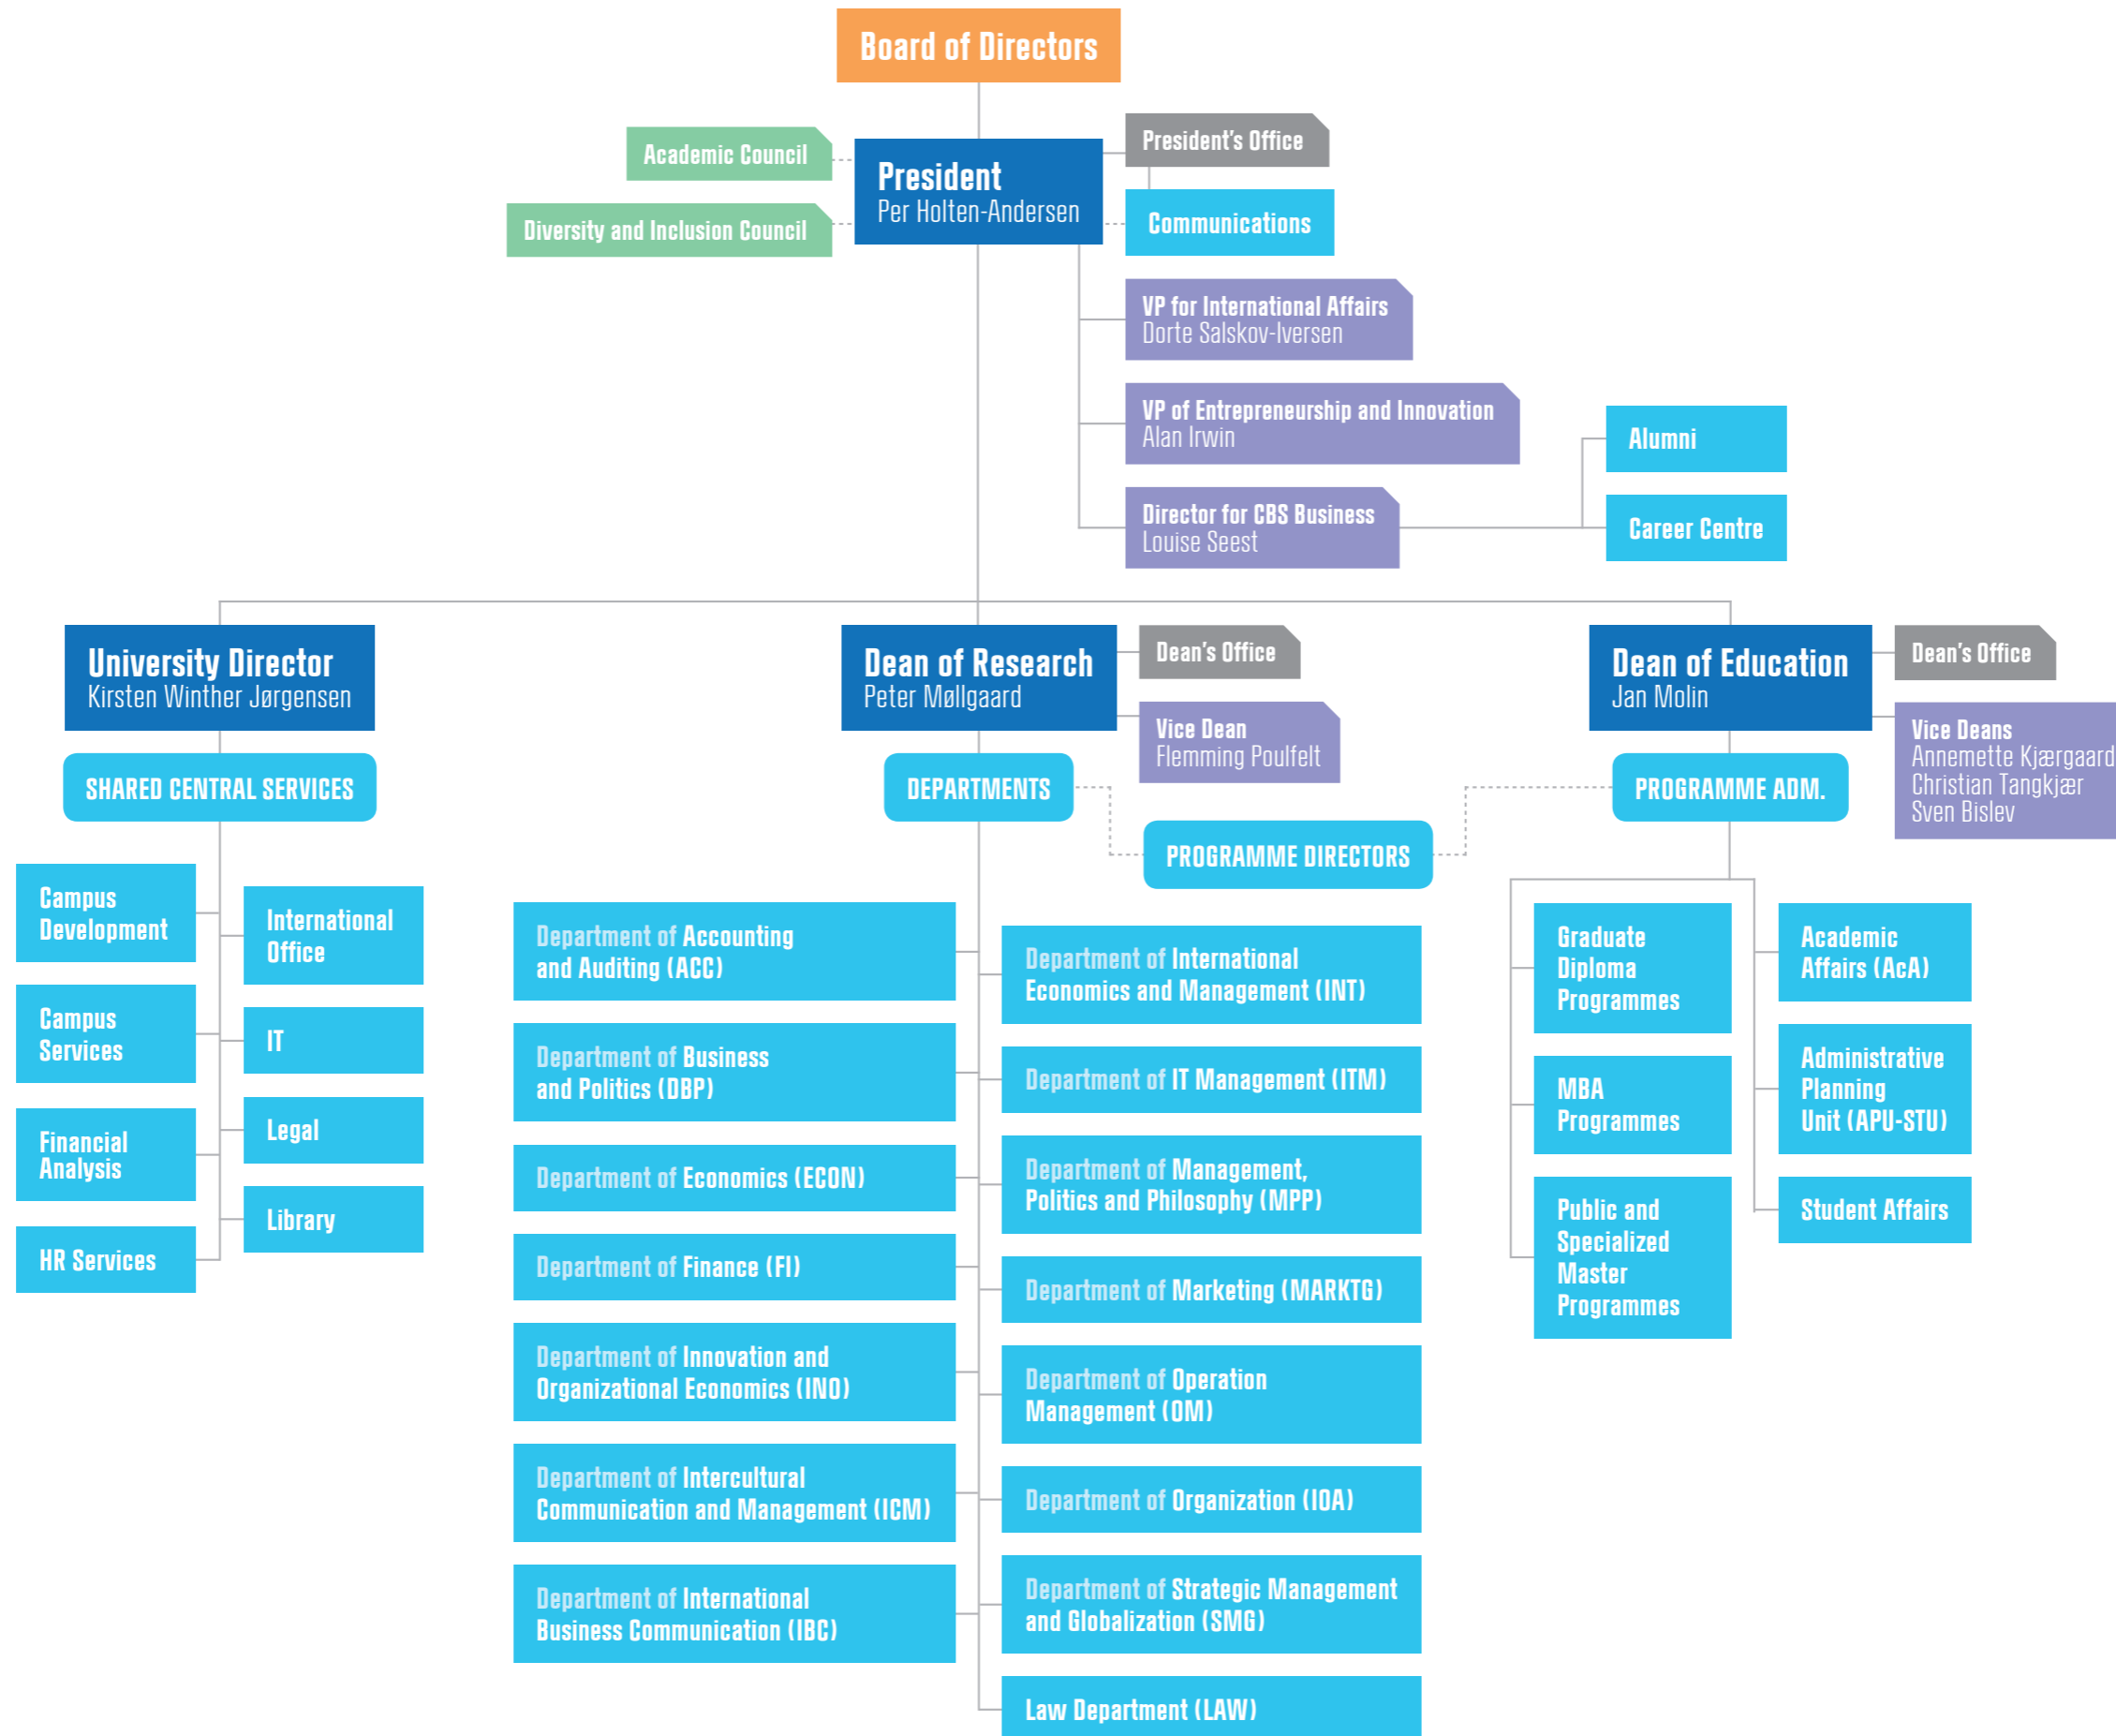 Board of Directors
Academic Council
Diversity and Inclusion Council
President
Per Holten-Andersen
President's Office
Communications
VP for International Affairs
Dorte Salskov-Iversen
VP of Entrepreneurship and Innovation
Alan Irwin
Director for CBS Business
Louise Seest
Alumni
Career Centre
University Director
Kirsten Winther Jørgensen
Dean of Research
Peter Møllgaard
Dean's Office
Vice Dean
Flemming Poulfelt
Dean of Education
Jan Molin
Dean's Office
Vice Deans
Annemette Kjærgaard
Christian Tangkjær
Sven Bislev
SHARED CENTRAL SERVICES
DEPARTMENTS
PROGRAMME DIRECTORS
PROGRAMME ADM.
Campus
Development
Campus
Services
Financial
Analysis
HR Services
International
Office
IT
Legal
Library
Department of Accounting
and Auditing (ACC)
Department of Business
and Politics (DBP)
Department of Economics (ECON)
Department of Finance (FI)
Department of Innovation and
Organizational Economics (INO)
Department of Intercultural
Communication and Management (ICM)
Department of International
Business Communication (IBC)
Department of International
Economics and Management (INT)
Department of IT Management (ITM)
Department of Management,
Politics and Philosophy (MPP)
Department of Marketing (MARKTG)
Department of Operation
Management (OM)
Department of Organization (IOA)
Department of Strategic Management
and Globalization (SMG)
Law Department (LAW)
Graduate
Diploma
Programmes
MBA
Programmes
Public and
Specialized
Master
Programmes
Academic
Affairs (AcA)
Administrative
Planning
Unit (APU-STU)
Student Affairs